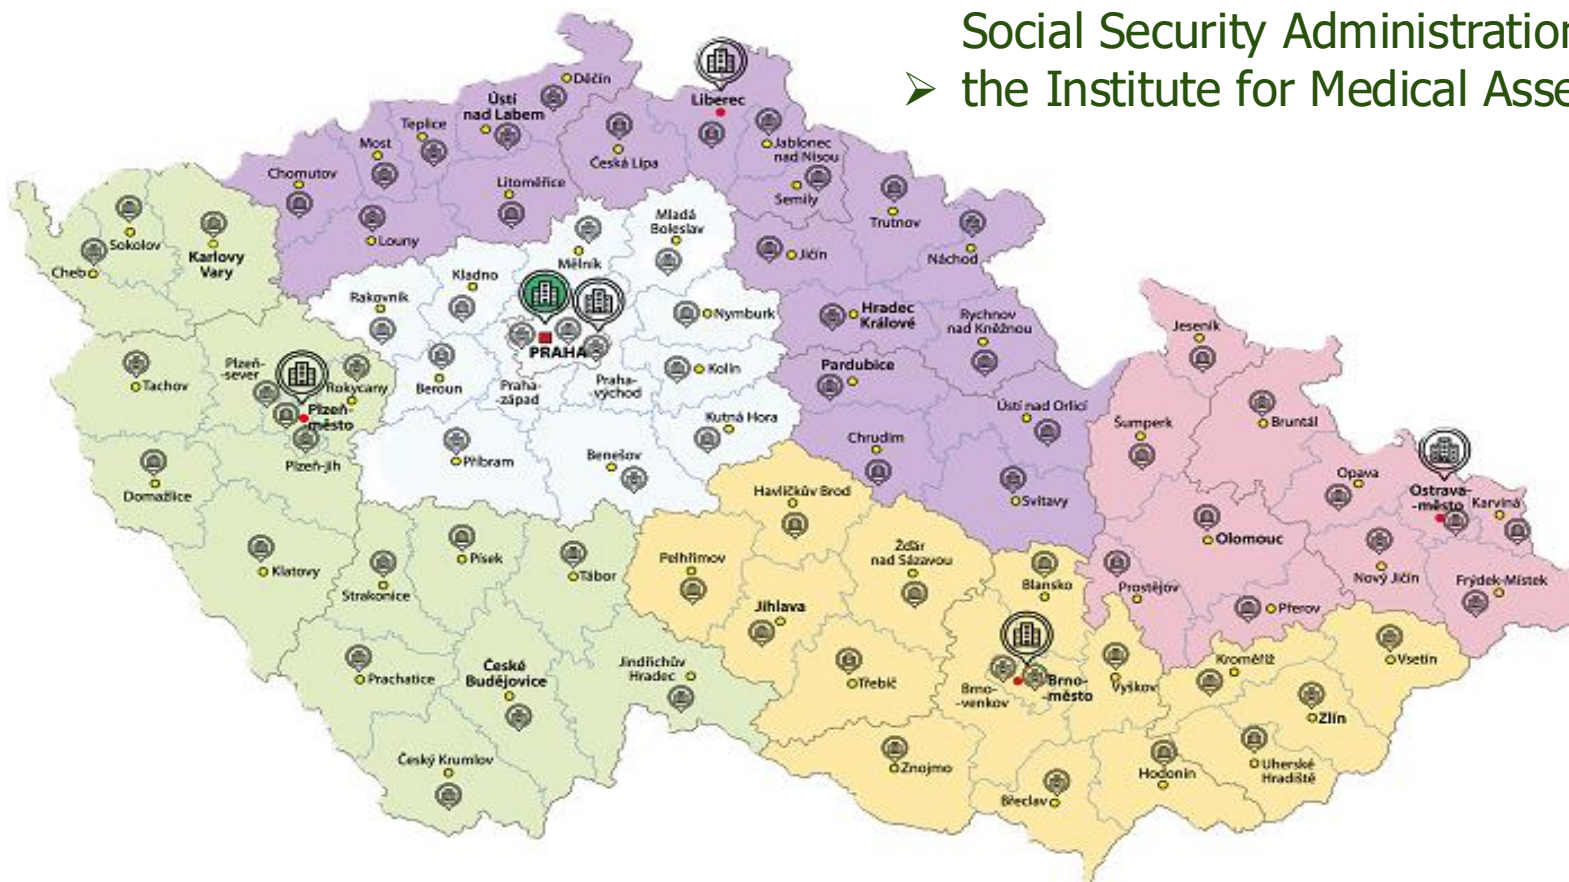 Social Security Administration
➤ the Institute for Medical Asse
Děčín
Ústí
nad Labem
Liberec
Teplice
Most
Jablonec
nad Nisou
Česká Lípa
Chomutov
Litoměřice
Semily
Trutnov
Mladá
Boleslav
Sokolov
Louny
Karlovy
Vary
Jičín
Náchod
Cheb
Mělník
Kladno
Rakovník
Nymburk
Hradec
Králové
Rychnov
nad Kněžnou
Jeseník
PRAHA
Plzeň-
-sever
Pardubice
Kolín
Tachov
Rokycany
Beroun
Praha-
-západ
Praha-
-východ
Ústí nad Orlicí
Plzeň-
-město
Kutná Hora
Šumperk
Bruntál
Chrudim
Plzeň-jih
Příbram
Benešov
Opava
Domažlice
Havlíčkův Brod
Ostrava-
-město
Karviná
Svitavy
Olomouc
Žďár
nad Sázavou
Písek
Pelhřimov
Klatovy
Tábor
Blansko
Nový Jičín
Frýdek-Místek
Strakonice
Prostějov
Jihlava
Přerov
Jindřichův
Hradec
České
Budějovice
Prachatice
Kroměříž
Vsetín
Třebíč
Brno-
-venkov
Brno-
-město
Vyškov
Zlín
Český Krumlov
Znojmo
Uherské
Hradiště
Hodonín
Břeclav